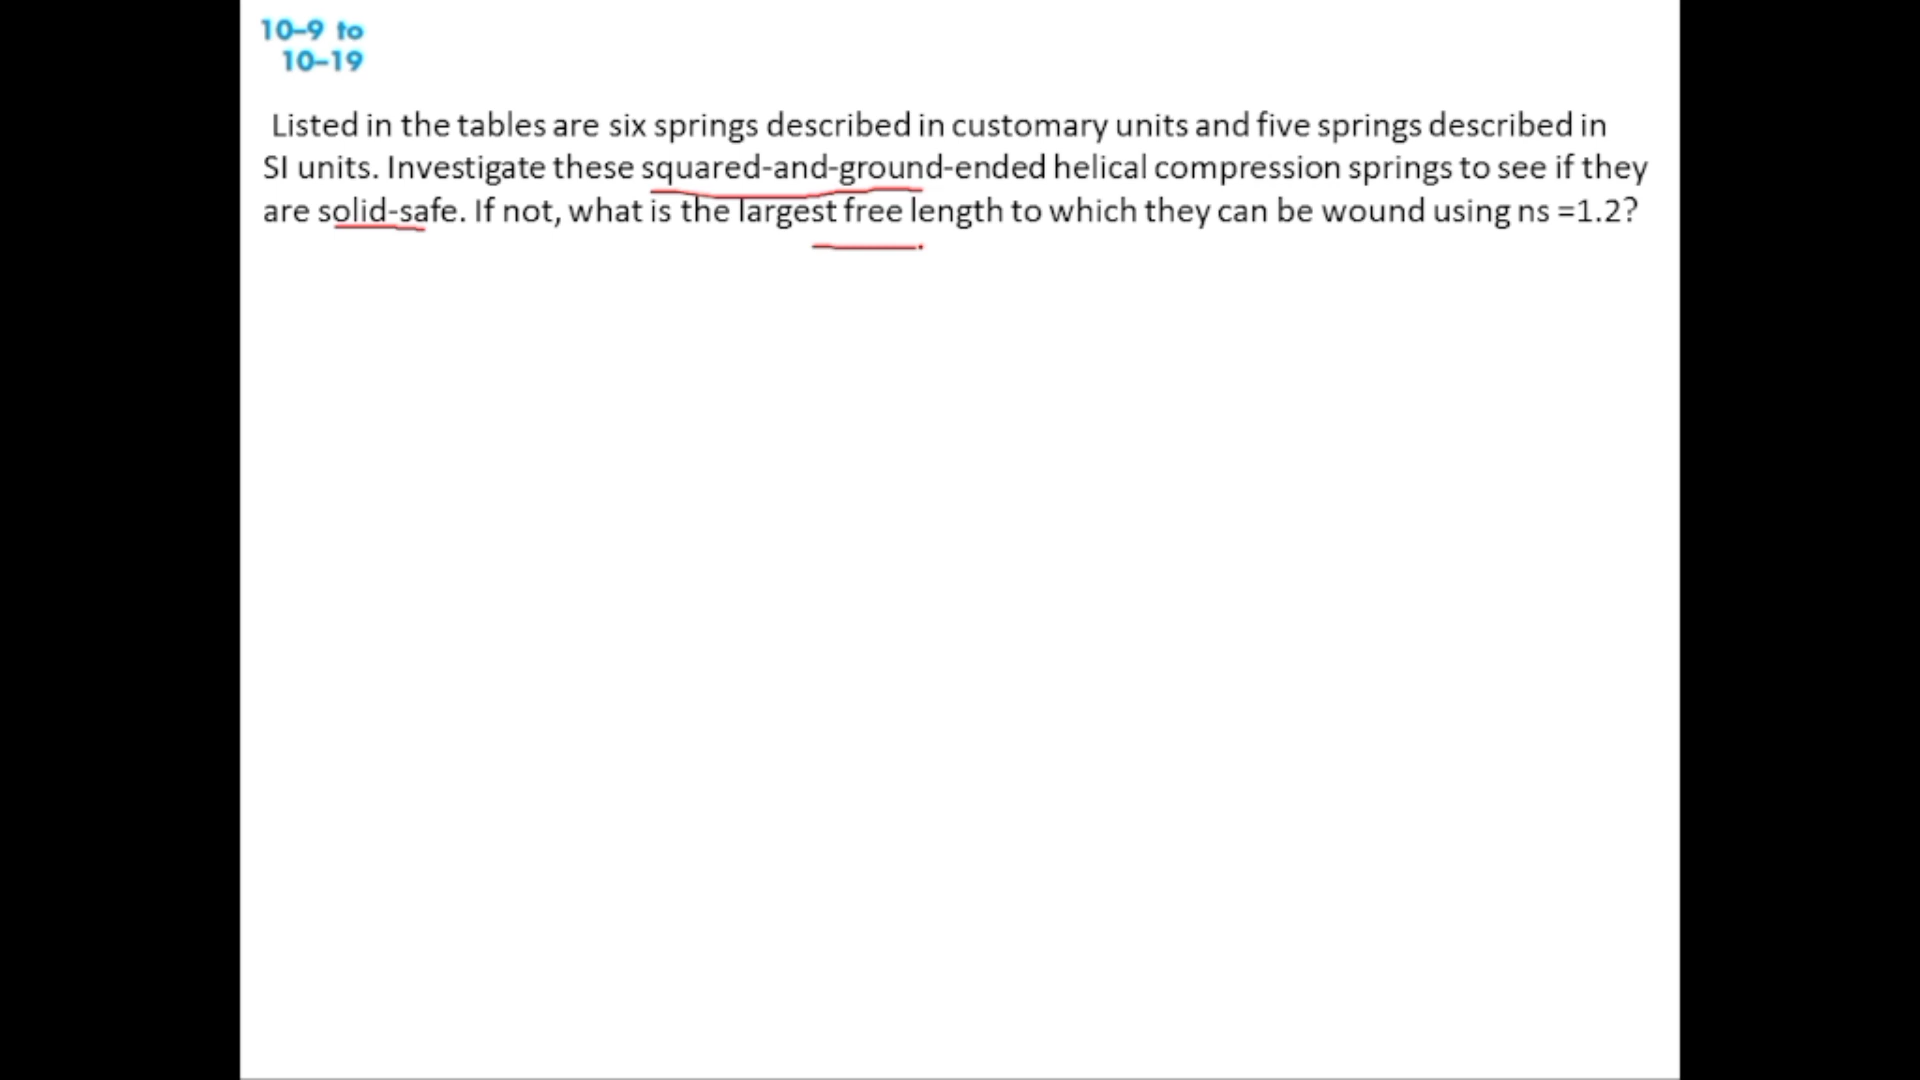 10–9 to
10–19
Listed in the tables are six springs described in customary units and five springs described in
SI units. Investigate these squared-and-ground-ended helical compression springs to see if they
are solid-safe. If not, what is the largest free length to which they can be wound using ns =1.2?